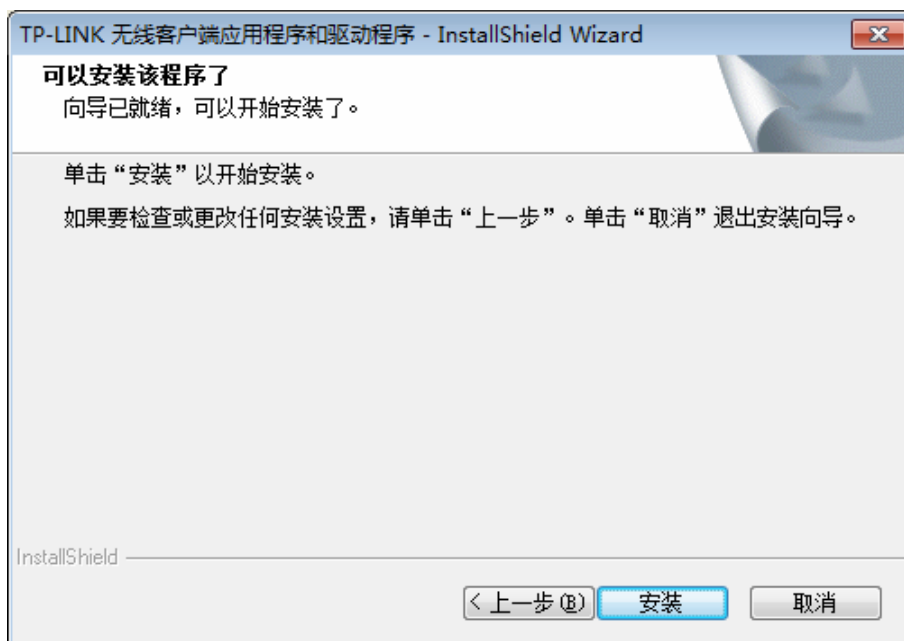 TP-LINK 无线客户端应用程序和驱动程序 - InstallShield Wizard
可以安装该程序了
向导已就绪，可以开始安装了。
单击“安装”以开始安装。
如果要检查或更改任何安装设置，请单击“上一步”。单击“取消”退出安装向导。
InstallShield
< 上一步(B) 安装 取消